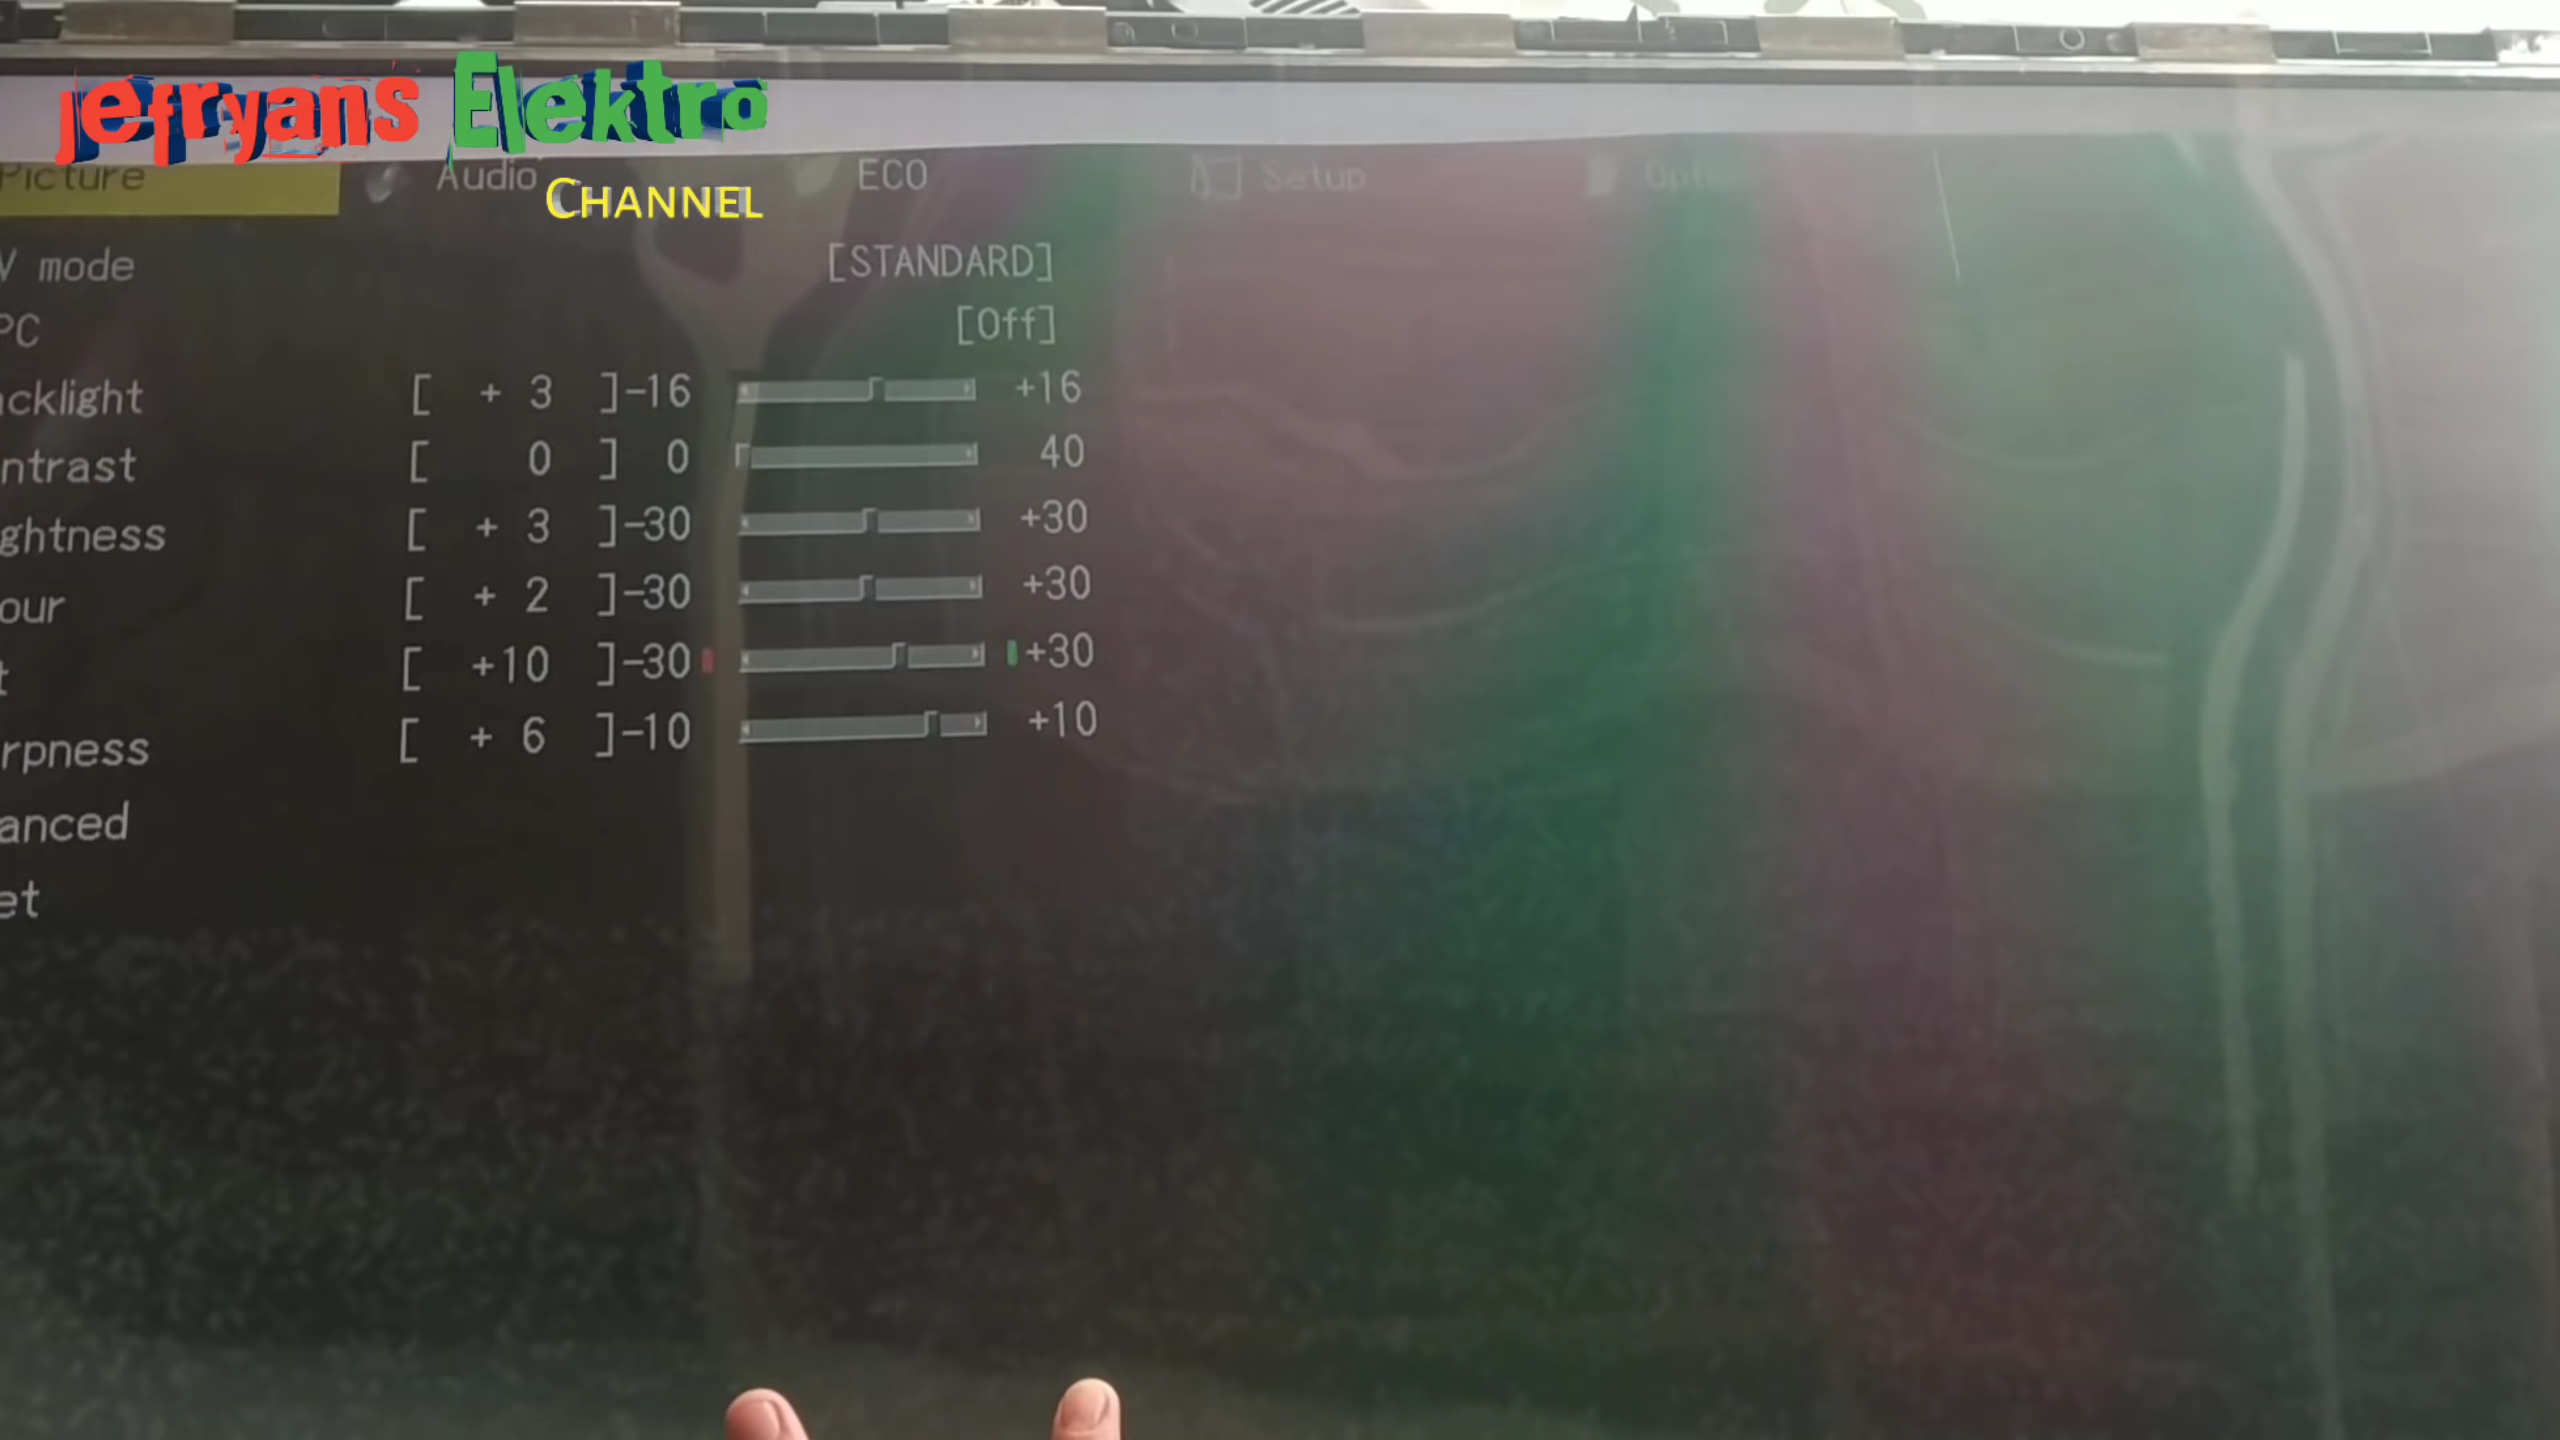 jefryans Elektro
CHANNEL
Picture Audio ECO Setup
V mode [STANDARD]
PC [Off]
acklight [ + 3 ]-16 +16
ntrast [ 0 ] 0 40
ghtness [ + 3 ]-30 +30
our [ + 2 ]-30 +30
t [ +10 ]-30 +30
rpness [ + 6 ]-10 +10
anced
et